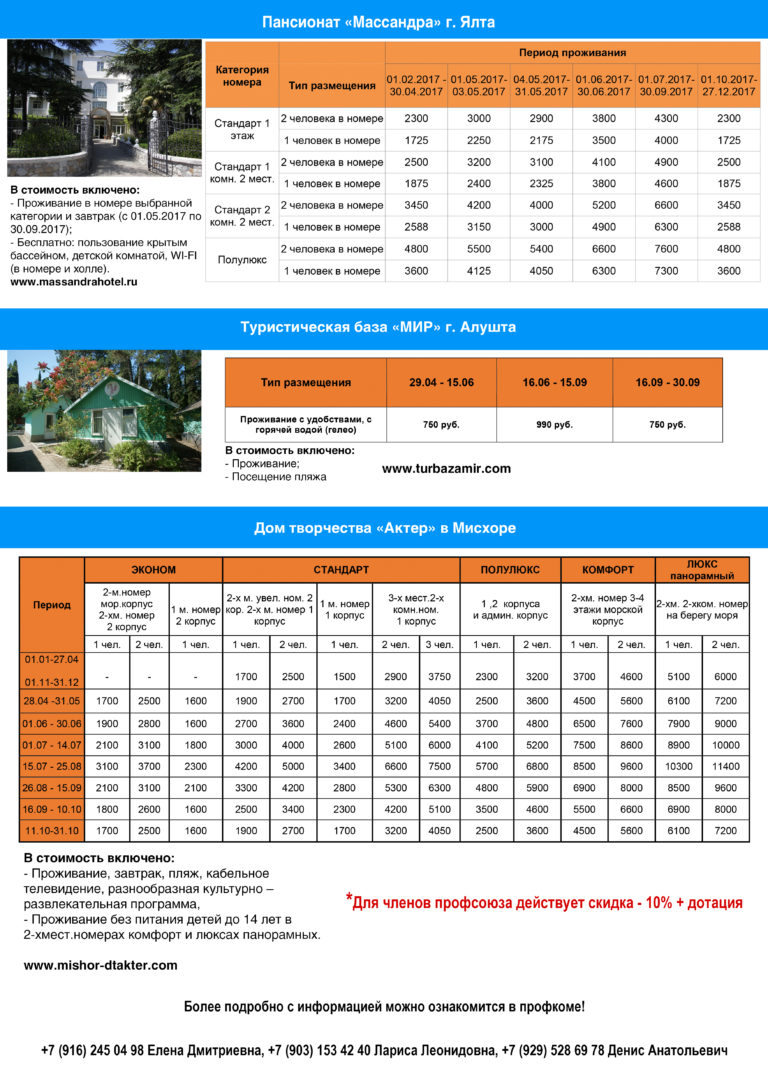 Пансионат «Массандра» г. Ялта
Категория номера Тип размещения Период проживания
01.02.2017 - 30.04.2017 01.05.2017- 03.05.2017 04.05.2017- 31.05.2017 01.06.2017- 30.06.2017 01.07.2017- 30.09.2017 01.10.2017- 27.12.2017
Стандарт 1 этаж 2 человека в номере 2300 3000 2900 3800 4300 2300
1 человек в номере 1725 2250 2175 3500 4000 1725
Стандарт 1 комн. 2 мест. 2 человека в номере 2500 3200 3100 4100 4900 2500
1 человек в номере 1875 2400 2325 3800 4600 1875
Стандарт 2 комн. 2 мест. 2 человека в номере 3450 4200 4000 5200 6600 3450
1 человек в номере 2588 3150 3000 4900 6300 2588
Полулюкс 2 человека в номере 4800 5500 5400 6600 7600 4800
1 человек в номере 3600 4125 4050 6300 7300 3600
В стоимость включено:
- Проживание в номере выбранной
категории и завтрак (с 01.05.2017 по
30.09.2017);
- Бесплатно: пользование крытым
бассейном, детской комнатой, WI-FI
(в номере и холле).
www.massandrahotel.ru
Туристическая база «МИР» г. Алушта
Тип размещения 29.04 - 15.06 16.06 - 15.09 16.09 - 30.09
Проживание с удобствами, с горячей водой (гелео) 750 руб. 990 руб. 750 руб.
В стоимость включено:
- Проживание;
- Посещение пляжа
www.turbazamir.com
Дом творчества «Актер» в Мисхоре
Период ЭКОНОМ СТАНДАРТ ПОЛУЛЮКС КОМФОРТ ЛЮКС панорамный
2-м.номер мор.корпус 2-хм. номер 2 корпус 1 м. номер 2 корпус 2-х м. увел. ном. 2 кор. 2-х м. номер 1 корпус 1 м. номер 1 корпус 3-х мест.2-х комн.ном. 1 корпус 1 ,2 корпуса и админ. корпус 2-хм. номер 3-4 этажи морской корпус 2-хм. 2-хком. номер на берегу моря
1 чел. 2 чел. 1 чел. 1 чел. 2 чел. 1 чел. 2 чел. 3 чел. 1 чел. 2 чел. 1 чел. 2 чел. 1 чел. 2 чел.
01.01-27.04 01.11-31.12 - - - 1700 2500 1500 2900 3750 2300 3200 3700 4600 5100 6000
28.04 -31.05 1700 2500 1600 1900 2700 1700 3200 4050 2500 3600 4500 5600 6100 7200
01.06 - 30.06 1900 2800 1600 2700 3600 2400 4600 5400 3700 4800 6500 7600 7900 9000
01.07 - 14.07 2100 3100 1800 3000 4000 2600 5100 6000 4100 5200 7500 8600 8900 10000
15.07 - 25.08 3100 3700 2300 4200 5000 3400 6600 7500 5700 6800 8500 9600 10300 11400
26.08 - 15.09 2100 3100 2100 3300 4200 2800 5300 6300 4800 5900 6900 8000 8500 9600
16.09 - 10.10 1800 2600 1600 2500 3400 2300 4200 5100 3500 4600 5500 6600 6900 8000
11.10-31.10 1700 2500 1600 1900 2700 1700 3200 4050 2500 3600 4500 5600 6100 7200
В стоимость включено:
- Проживание, завтрак, пляж, кабельное
телевидение, разнообразная культурно –
развлекательная программа,
- Проживание без питания детей до 14 лет в
2-хмест.номерах комфорт и люксах панорамных.
*Для членов профсоюза действует скидка - 10% + дотация
www.mishor-dtakter.com
Более подробно с информацией можно ознакомится в профкоме!
+7 (916) 245 04 98 Елена Дмитриевна, +7 (903) 153 42 40 Лариса Леонидовна, +7 (929) 528 69 78 Денис Анатольевич